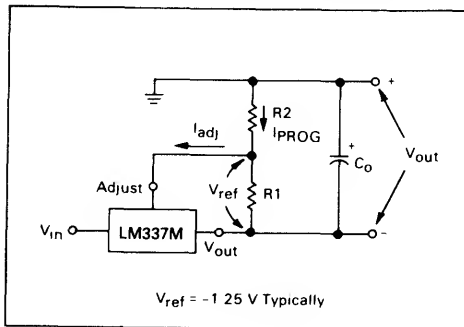 +
R2
IPROG
Iadj
+
Co
Vout
Adjust
Vref
R1
Vin
LM337M
Vout
-
Vref = -1 25 V Typically